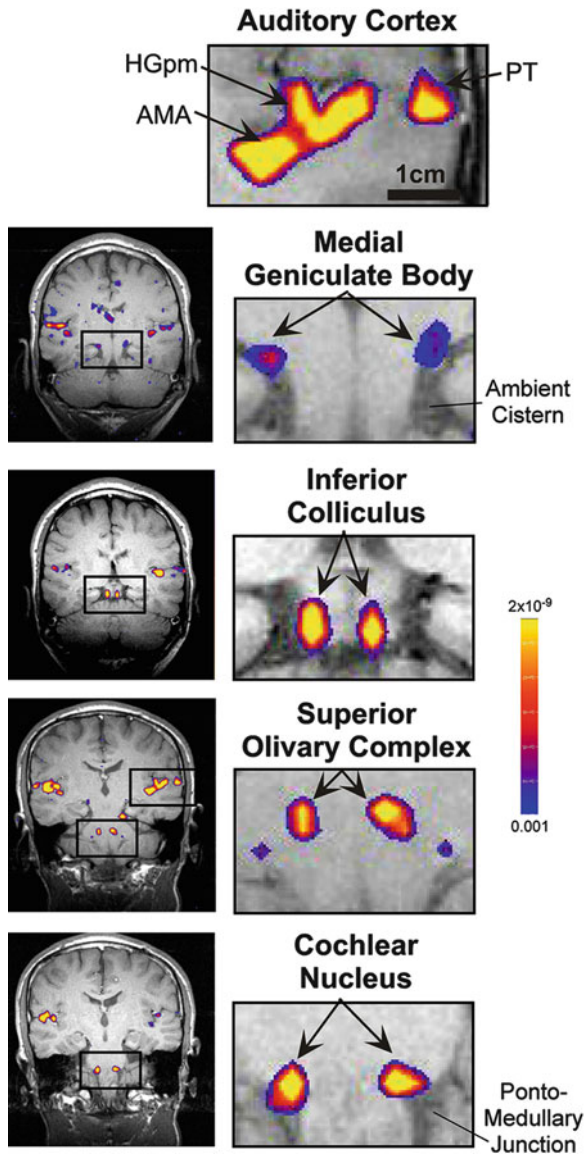 Auditory Cortex
HGpm
PT
AMA
1cm
Medial
Geniculate Body
Ambient
Cistern
Inferior
Colliculus
2x10⁻⁹
0.001
Superior
Olivary Complex
Cochlear
Nucleus
Ponto-
Medullary
Junction